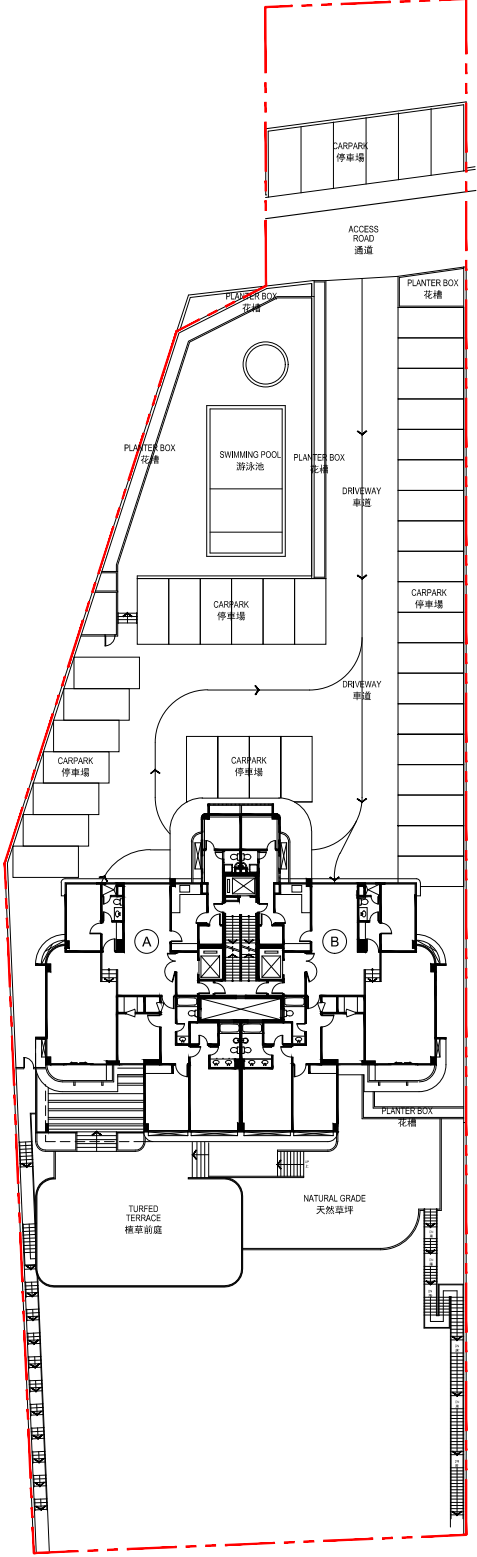 CARPARK
停車場
ACCESS
ROAD
通道
PLANTER BOX
花槽
PLANTER BOX
花槽
PLANTER BOX
花槽
SWIMMING POOL
游泳池
PLANTER BOX
花槽
DRIVEWAY
車道
CARPARK
停車場
CARPARK
停車場
DRIVEWAY
車道
CARPARK
停車場
CARPARK
停車場
A
B
PLANTER BOX
花槽
TURFED
TERRACE
植草前庭
NATURAL GRADE
天然草坪